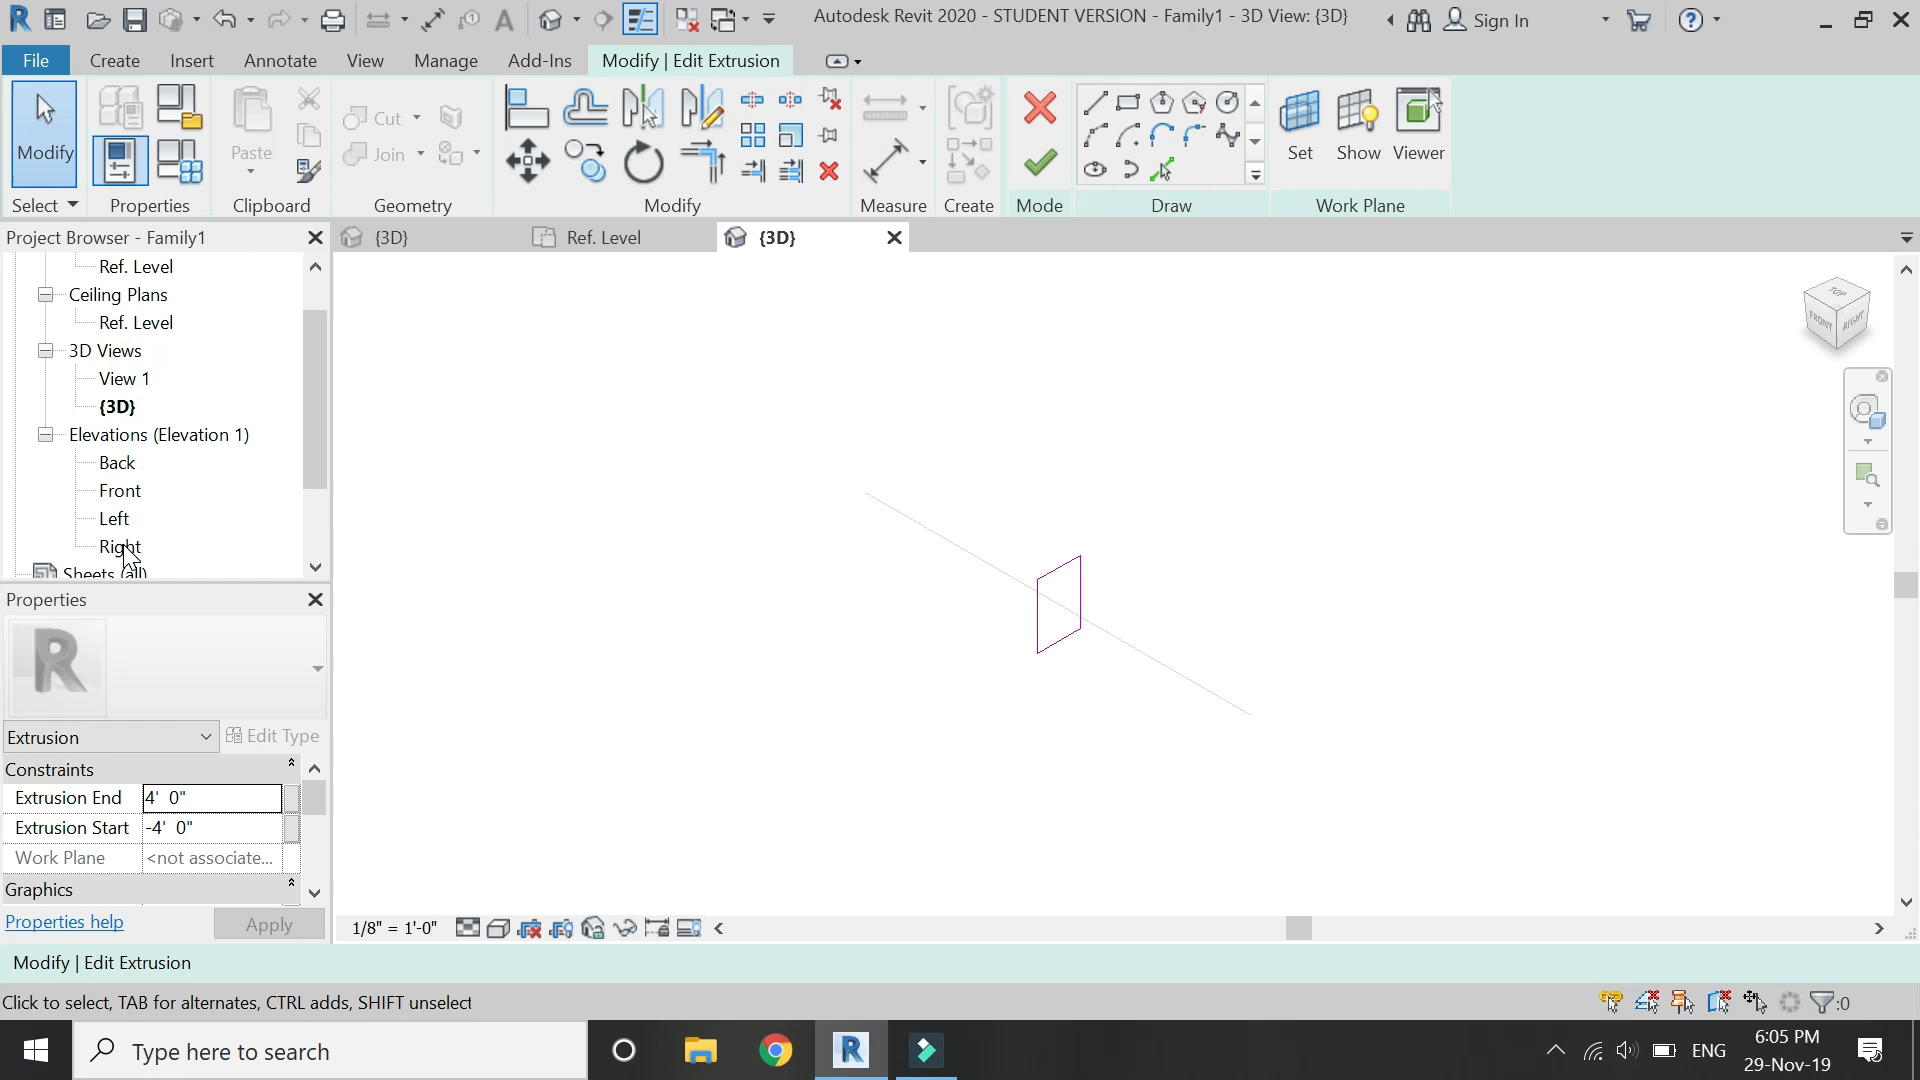 Autodesk Revit 2020 - STUDENT VERSION - Family1 - 3D View: {3D}
Sign In
File
Create
Insert
Annotate
View
Manage
Add-Ins
Modify | Edit Extrusion
Modify
Paste
Cut
Join
Set
Show
Viewer
Select
Properties
Clipboard
Geometry
Modify
Measure
Create
Mode
Draw
Work Plane
Project Browser - Family1
{3D}
Ref. Level
{3D}
Ref. Level
Ceiling Plans
Ref. Level
3D Views
View 1
{3D}
Elevations (Elevation 1)
Back
Front
Left
Right
Sheets (all)
TOP
FRONT
RIGHT
Properties
Extrusion
Edit Type
Constraints
Extrusion End 4' 0"
Extrusion Start -4' 0"
Work Plane <not associate...
Graphics
Properties help
Apply
1/8" = 1'-0"
Modify | Edit Extrusion
Click to select, TAB for alternates, CTRL adds, SHIFT unselect
:0
Type here to search
ENG
6:05 PM
29-Nov-19